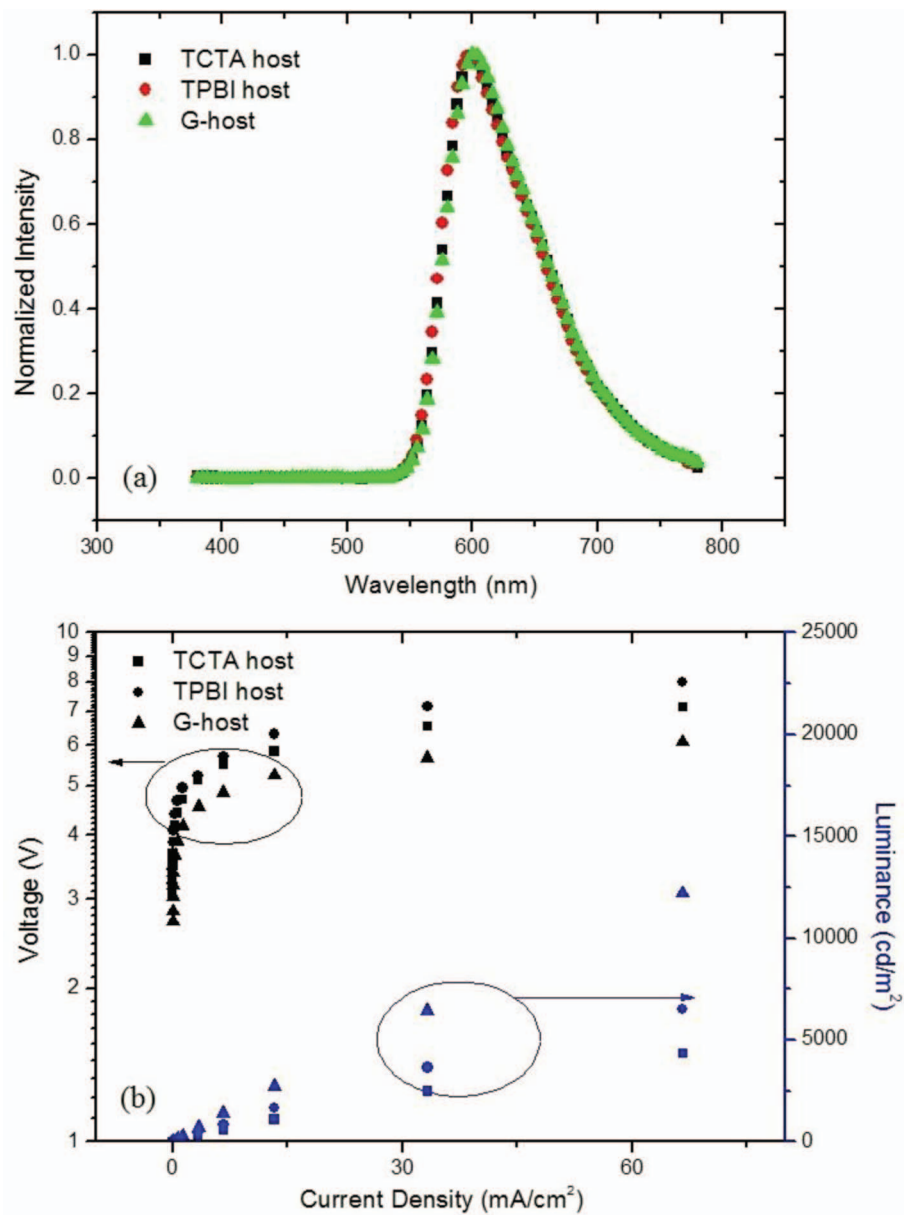 TCTA host
TPBI host
G-host
1.0
0.8
0.6
0.4
0.2
0.0
Normalized Intensity
(a)
300 400 500 600 700 800
Wavelength (nm)
TCTA host
TPBI host
G-host
10
9
8
7
6
5
4
3
2
1
Voltage (V)
25000
20000
15000
10000
5000
0
Luminance (cd/m²)
(b)
0 30 60
Current Density (mA/cm²)